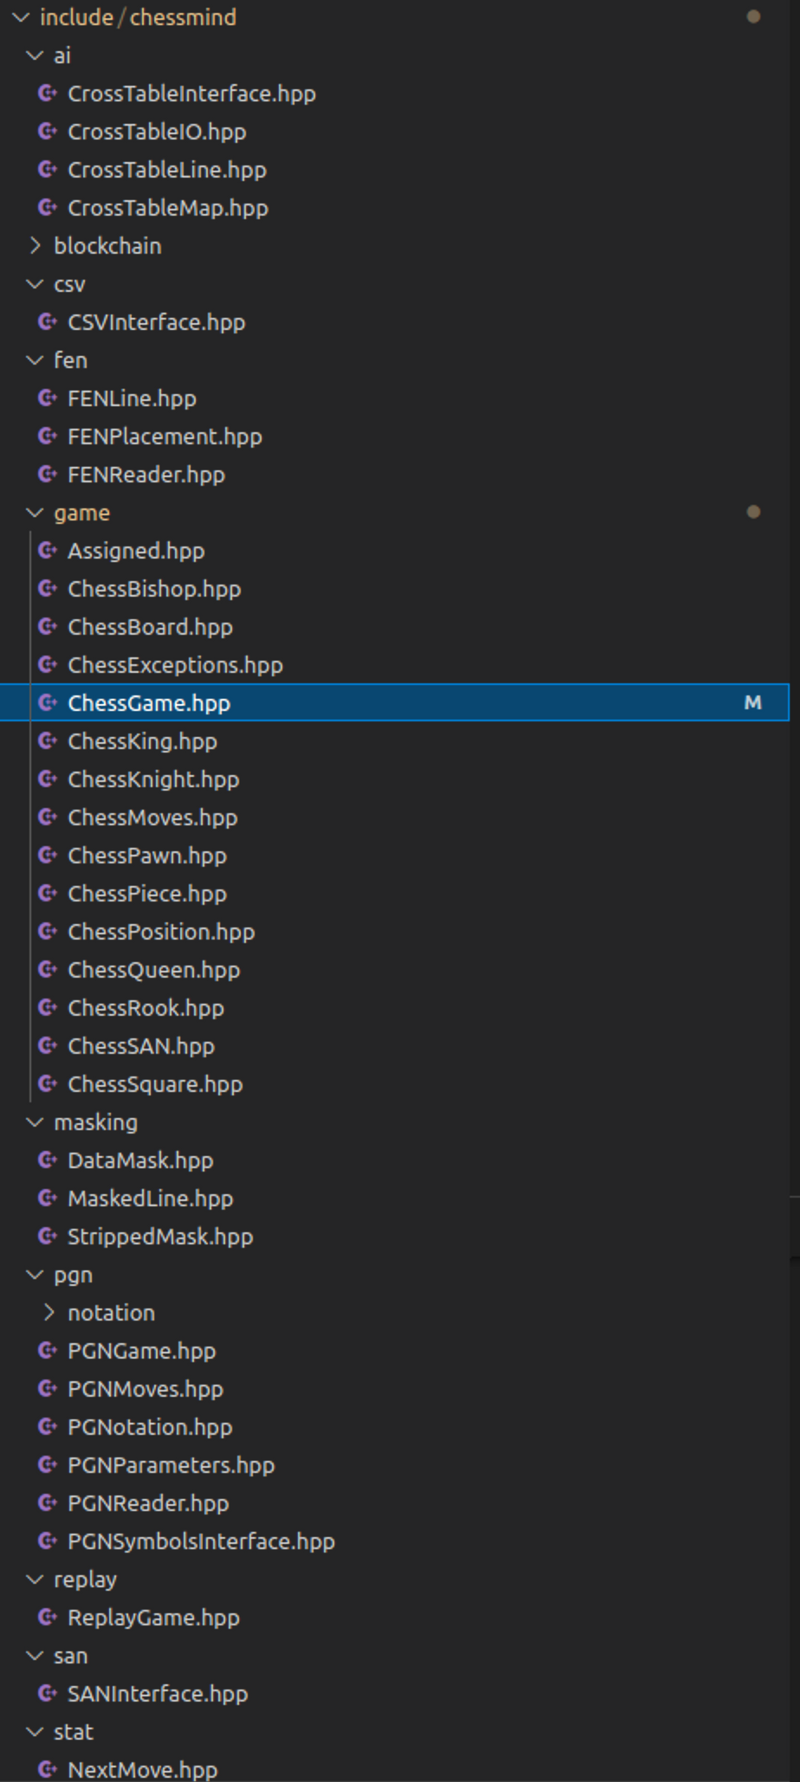 include/chessmind
ai
CrossTableInterface.hpp
CrossTableIO.hpp
CrossTableLine.hpp
CrossTableMap.hpp
blockchain
csv
CSVInterface.hpp
fen
FENLine.hpp
FENPlacement.hpp
FENReader.hpp
game
Assigned.hpp
ChessBishop.hpp
ChessBoard.hpp
ChessExceptions.hpp
ChessGame.hpp M
ChessKing.hpp
ChessKnight.hpp
ChessMoves.hpp
ChessPawn.hpp
ChessPiece.hpp
ChessPosition.hpp
ChessQueen.hpp
ChessRook.hpp
ChessSAN.hpp
ChessSquare.hpp
masking
DataMask.hpp
MaskedLine.hpp
StrippedMask.hpp
pgn
notation
PGNGame.hpp
PGNMoves.hpp
PGNotation.hpp
PGNParameters.hpp
PGNReader.hpp
PGNSymbolsInterface.hpp
replay
ReplayGame.hpp
san
SANInterface.hpp
stat
NextMove.hpp